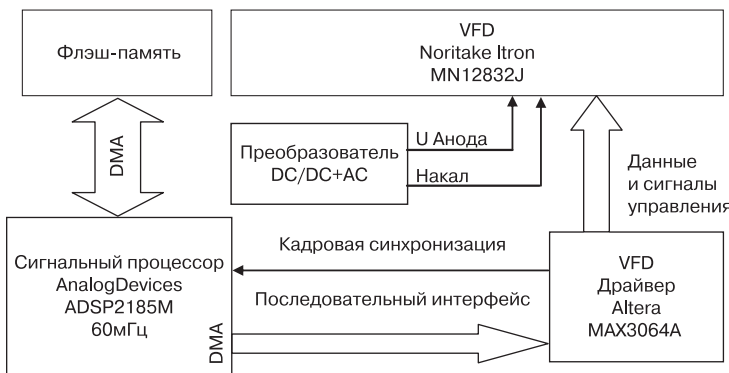 Флэш-память
VFD
Noritake Itron
MN12832J
DMA
Преобразователь
DC/DC+AC
U Анода
Накал
Данные
и сигналы
управления
Сигнальный процессор
AnalogDevices
ADSP2185M
60мГц
DMA
Кадровая синхронизация
Последовательный интерфейс
VFD
Драйвер
Altera
MAX3064A